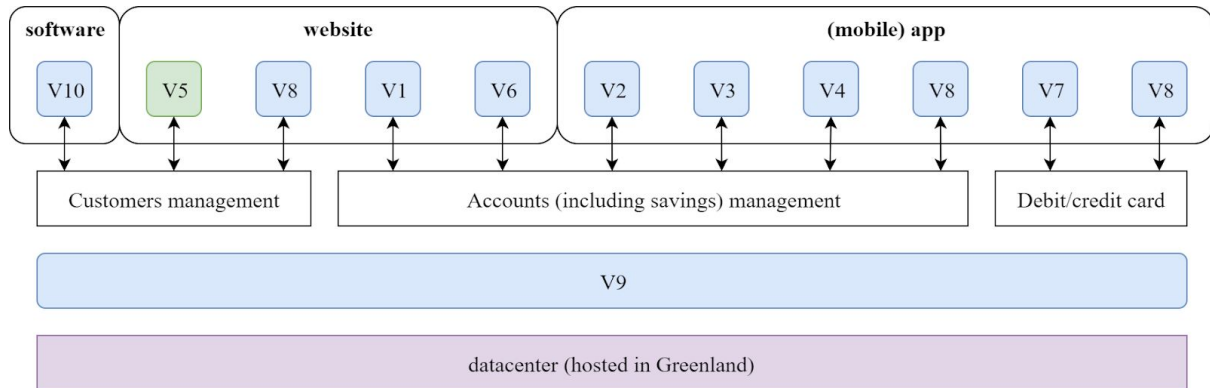 software
website
(mobile) app
V10
V5
V8
V1
V6
V2
V3
V4
V8
V7
V8
Customers management
Accounts (including savings) management
Debit/credit card
V9
datacenter (hosted in Greenland)